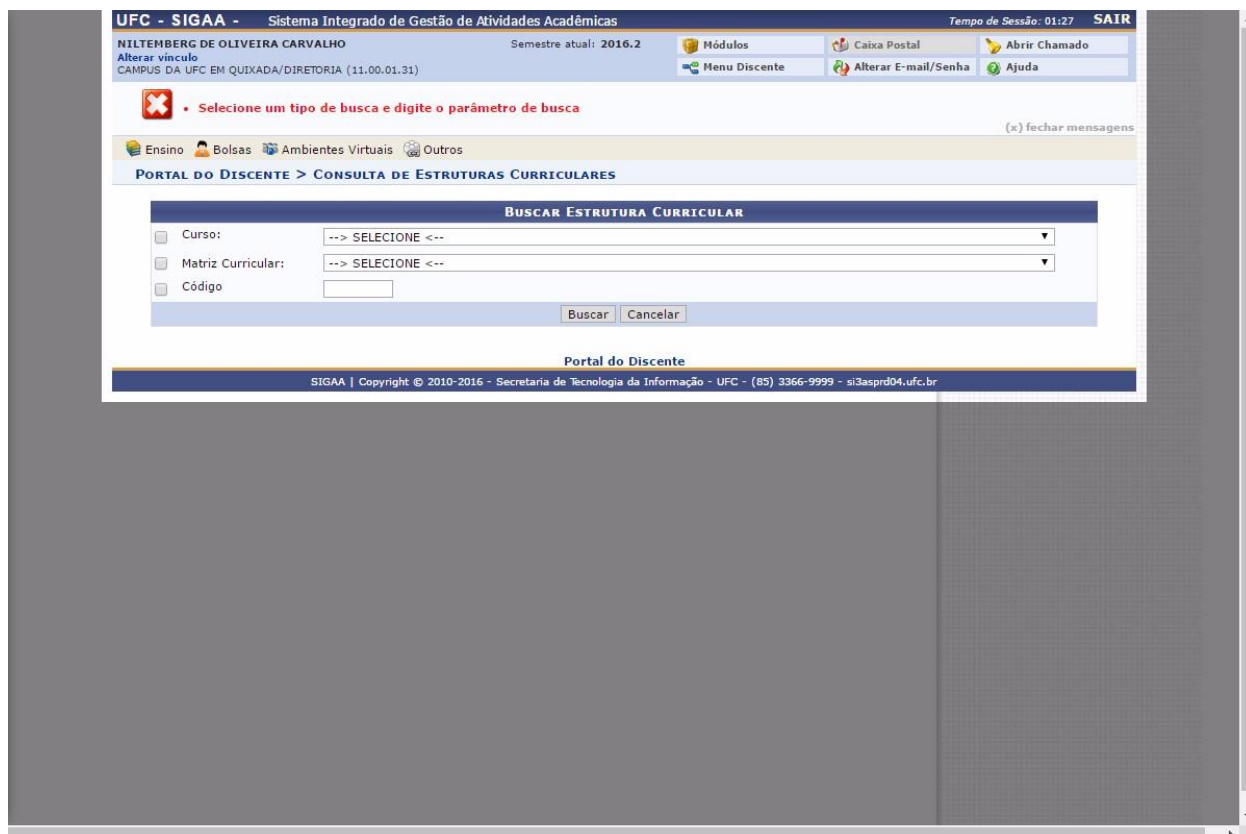 UFC - SIGAA - Sistema Integrado de Gestão de Atividades Acadêmicas Tempo de Sessão: 01:27 SAIR
NILTEMBERG DE OLIVEIRA CARVALHO Semestre atual: 2016.2 Módulos Caixa Postal Abrir Chamado
Alterar vínculo
CAMPUS DA UFC EM QUIXADA/DIRETORIA (11.00.01.31) Menu Discente Alterar E-mail/Senha Ajuda
• Selecione um tipo de busca e digite o parâmetro de busca
(x) fechar mensagens
Ensino Bolsas Ambientes Virtuais Outros
PORTAL DO DISCENTE > CONSULTA DE ESTRUTURAS CURRICULARES
BUSCAR ESTRUTURA CURRICULAR
Curso: --> SELECIONE <--
Matriz Curricular: --> SELECIONE <--
Código
Buscar Cancelar
Portal do Discente
SIGAA | Copyright © 2010-2016 - Secretaria de Tecnologia da Informação - UFC - (85) 3366-9999 - si3asprd04.ufc.br